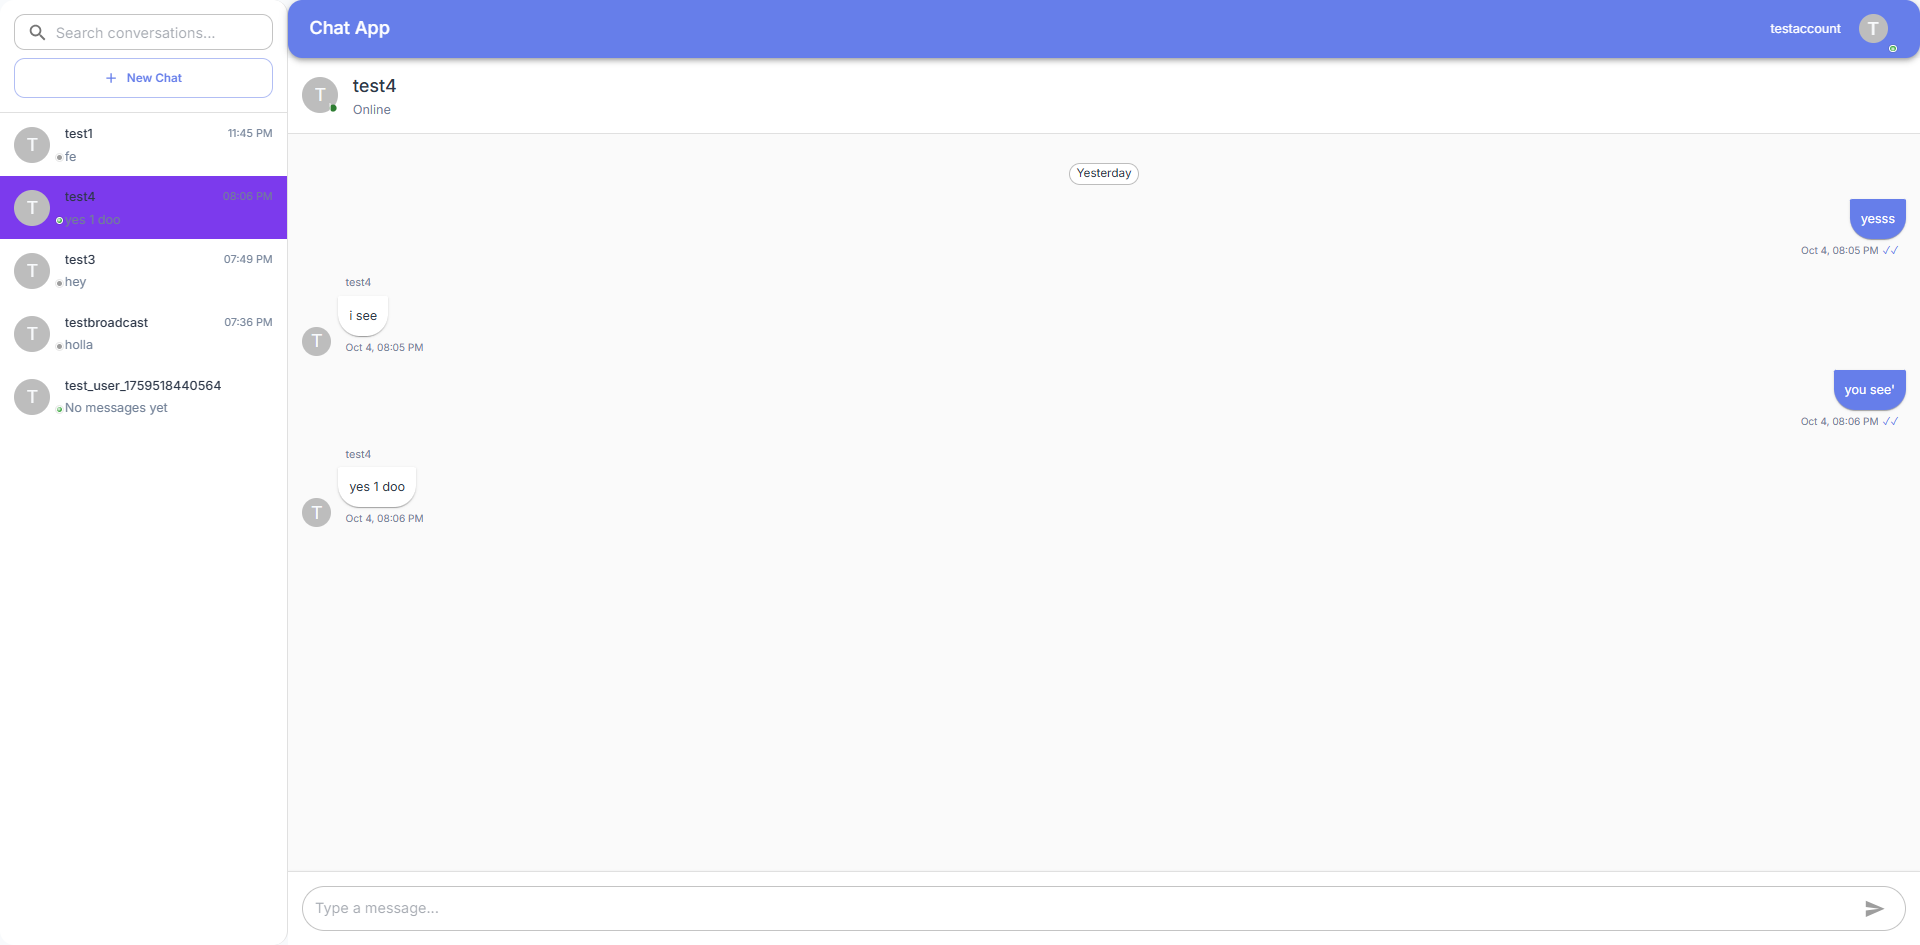 Search conversations...
New Chat
T
test1
11:45 PM
fe
T
test4
08:06 PM
yes 1 doo
T
test3
07:49 PM
hey
T
testbroadcast
07:36 PM
holla
T
test_user_1759518440564
No messages yet
Chat App
testaccount
T
T
test4
Online
Yesterday
yesss
Oct 4, 08:05 PM ✓✓
test4
i see
T
Oct 4, 08:05 PM
you see'
Oct 4, 08:06 PM ✓✓
test4
yes 1 doo
T
Oct 4, 08:06 PM
Type a message...